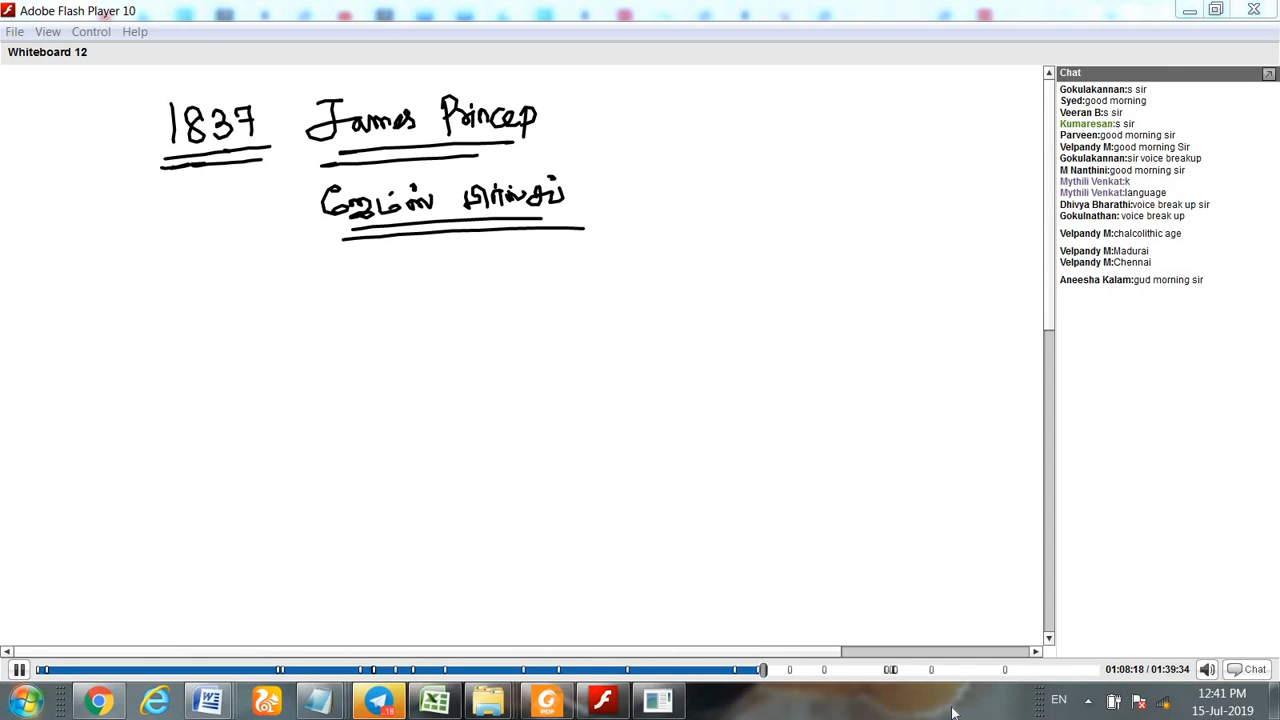 Adobe Flash Player 10
File View Control Help
Whiteboard 12
1837 James Princep
ஜேம்ஸ் பிரின்சப்
Chat
Gokulakannan:s sir
Syed:good morning
Veeran B:s sir
Kumaresan:s sir
Parveen:good morning sir
Velpandy M:good morning Sir
Gokulakannan:sir voice breakup
M Nanthini:good morning sir
Mythili Venkat:k
Mythili Venkat:language
Dhivya Bharathi:voice break up sir
Gokulnathan: voice break up
Velpandy M:chalcolithic age
Velpandy M:Madurai
Velpandy M:Chennai
Aneesha Kalam:gud morning sir
01:08:18 / 01:39:34 Chat
18 PDF EN 12:41 PM
15-Jul-2019